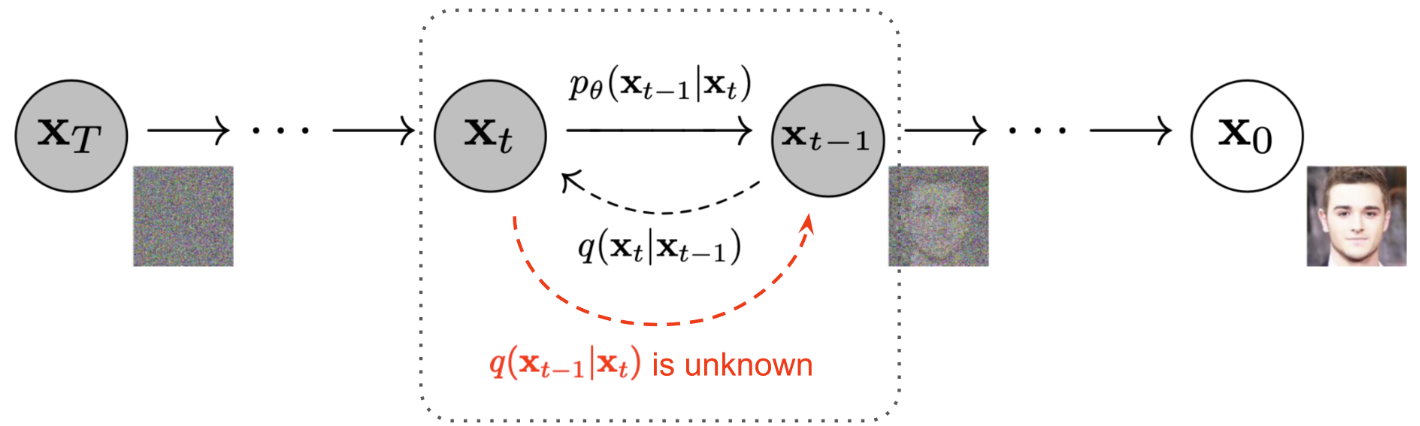 p_θ(x_{t−1}|x_t)
x_T → ⋯ → x_t → x_{t−1} → ⋯ → x_0
q(x_t|x_{t−1})
q(x_{t−1}|x_t) is unknown